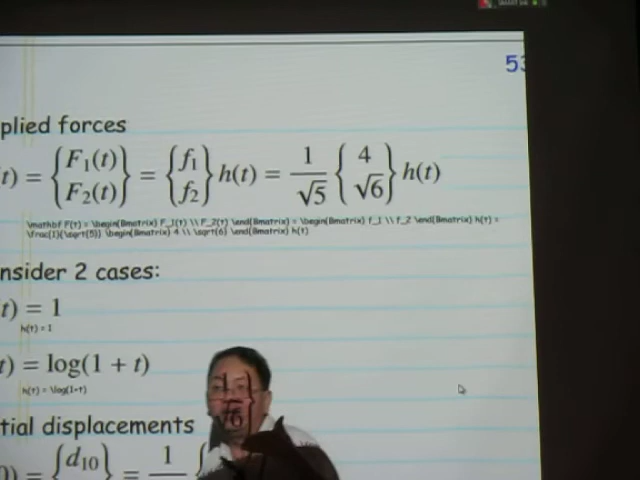 53
plied forces
t) = {F₁(t) F₂(t)} = {f₁ f₂} h(t) = 1/√5 {4 √6} h(t)
\mathbf F(t) = \begin{Bmatrix} F_1(t) \\ F_2(t) \end{Bmatrix} = \begin{Bmatrix} f_1 \\ f_2 \end{Bmatrix} h(t) =
\frac{1}{\sqrt{5}} \begin{Bmatrix} 4 \\ \sqrt{6} \end{Bmatrix} h(t)
nsider 2 cases:
t) = 1
h(t) = 1
t) = log(1 + t)
h(t) = \log(1+t)
tial displacements
0) = {d₁₀ = 1 {